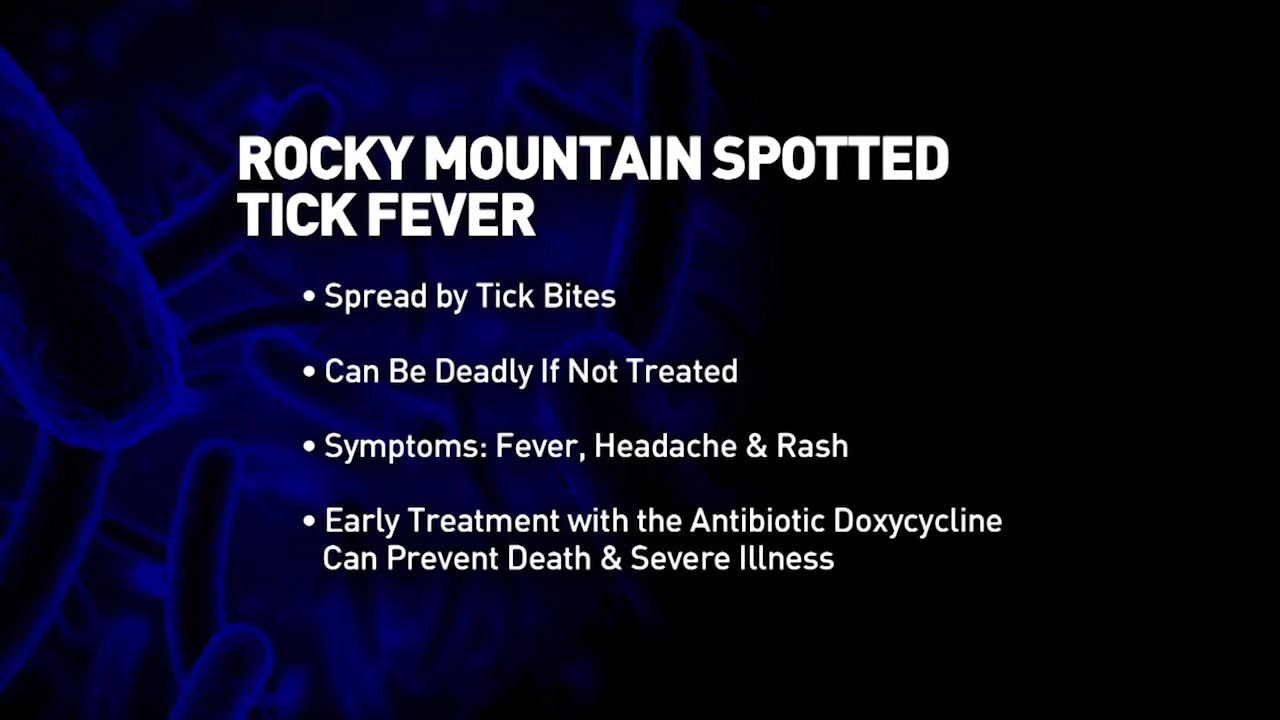 ROCKY MOUNTAIN SPOTTED
TICK FEVER
• Spread by Tick Bites
• Can Be Deadly If Not Treated
• Symptoms: Fever, Headache & Rash
• Early Treatment with the Antibiotic Doxycycline
Can Prevent Death & Severe Illness